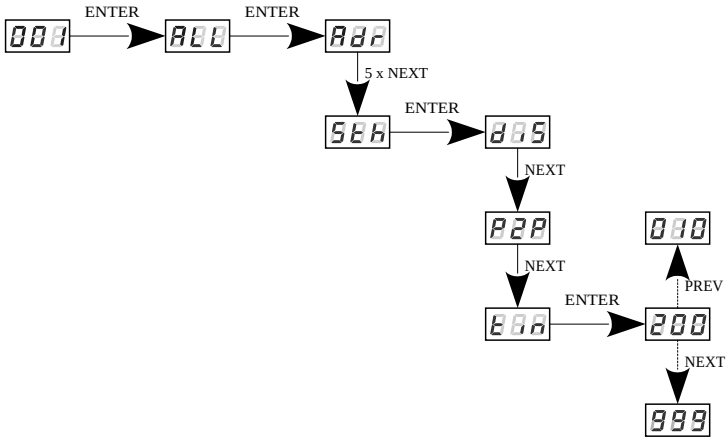 ENTER ENTER
001 ALL Adr
5 x NEXT
ENTER
Sth diS
NEXT
P2P 010
NEXT PREV
ENTER
tin 200
NEXT
999